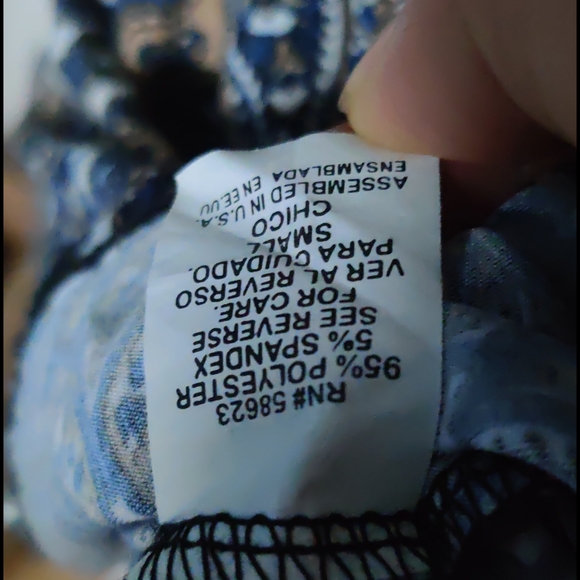 RN# 58623
95% POLYESTER
5% SPANDEX
SEE REVERSE
FOR CARE.
VER AL REVERSO
PARA CUIDADO.
SMALL
CHICO
ASSEMBLED IN U.S.A.
ENSAMBLADA EN EE.UU